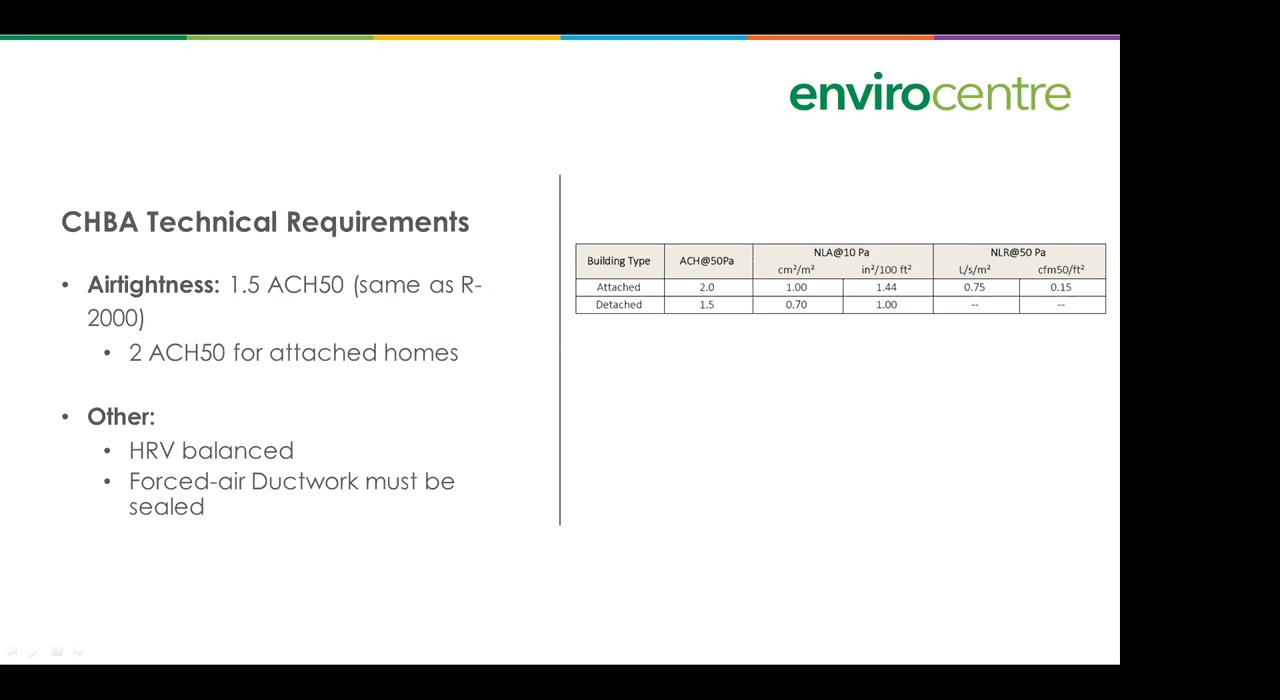 envirocentre
CHBA Technical Requirements
• Airtightness: 1.5 ACH50 (same as R-
2000)
• 2 ACH50 for attached homes
• Other:
• HRV balanced
• Forced-air Ductwork must be
sealed
Building Type ACH@50Pa NLA@10 Pa NLR@50 Pa
cm²/m² in²/100 ft² L/s/m² cfm50/ft²
Attached 2.0 1.00 1.44 0.75 0.15
Detached 1.5 0.70 1.00 -- --